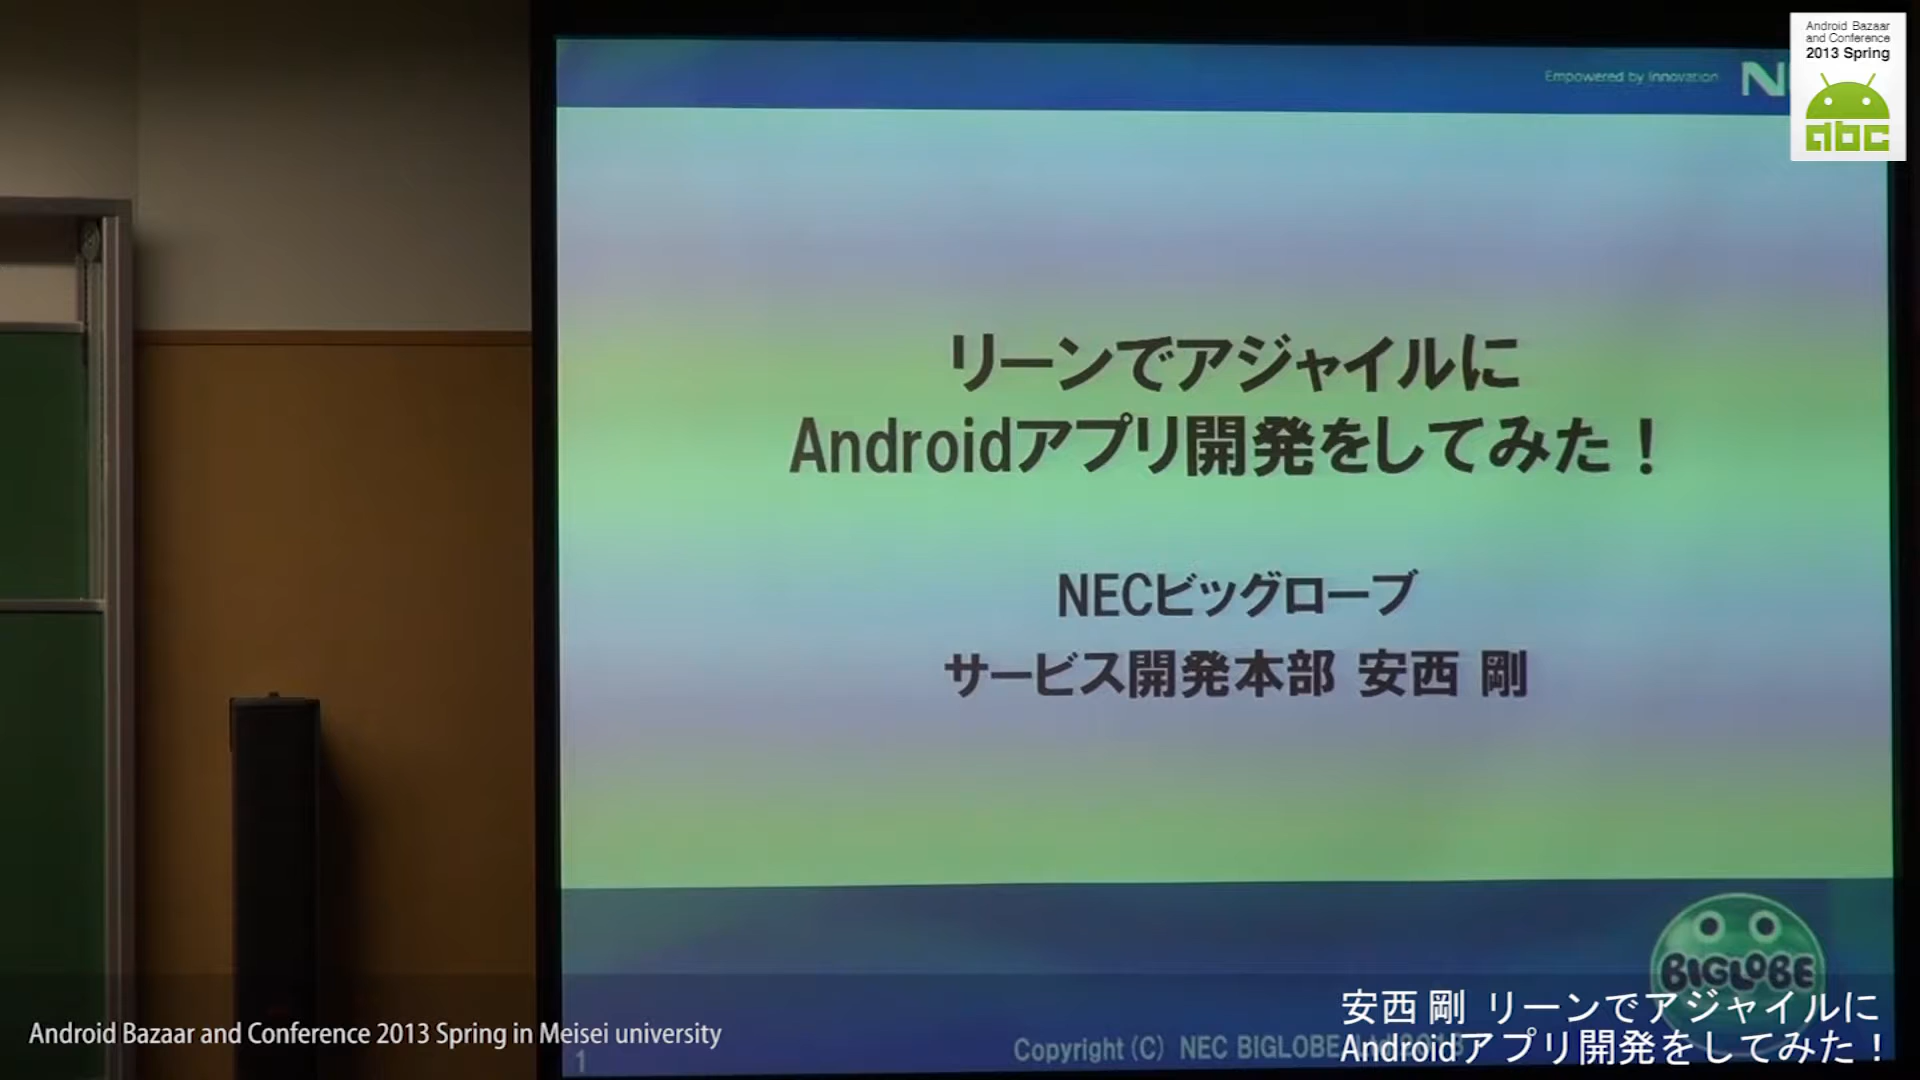 Android Bazaar
and Conference
2013 Spring
abc
Empowered by Innovation
リーンでアジャイルに
Androidアプリ開発をしてみた！
NECビッグローブ
サービス開発本部 安西 剛
BIGLOBE
安西 剛 リーンでアジャイルに
Androidアプリ開発をしてみた！
Android Bazaar and Conference 2013 Spring in Meisei university
Copyright (C) NEC BIGLOBE
1